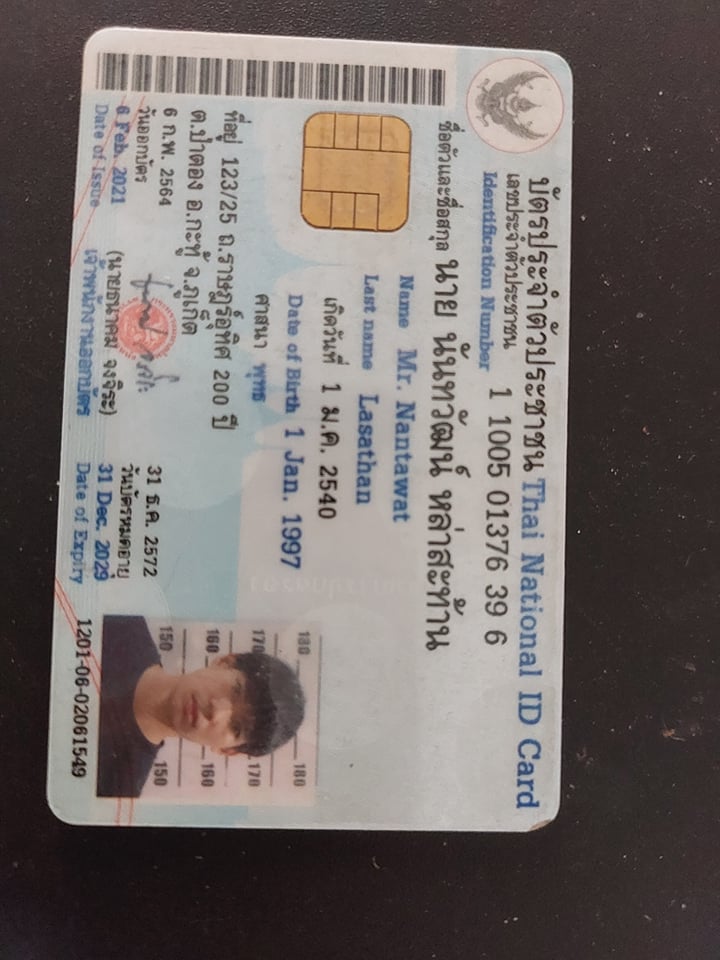 บัตรประจำตัวประชาชน Thai National ID Card
เลขประจำตัวประชาชน
Identification Number
1 1005 01376 39 6
ชื่อตัวและชื่อสกุล นาย นันทวัฒน์ หล่าสะท้าน
Name Mr. Nantawat
Last name Lasathan
เกิดวันที่ 1 ม.ค. 2540
Date of Birth 1 Jan. 1997
ศาสนา พุทธ
ที่อยู่ 123/25 ถ.ราษฎร์อุทิศ 200 ปี
ต.ป่าตอง อ.กะทู้ จ.ภูเก็ต
6 ก.พ. 2564
วันออกบัตร
6 Feb. 2021
Date of Issue
(นายธนาคม จงจิระ)
เจ้าพนักงานออกบัตร
31 ธ.ค. 2572
วันบัตรหมดอายุ
31 Dec. 2029
Date of Expiry
180 180
170 170
160 160
150 150
1201-06-02061549